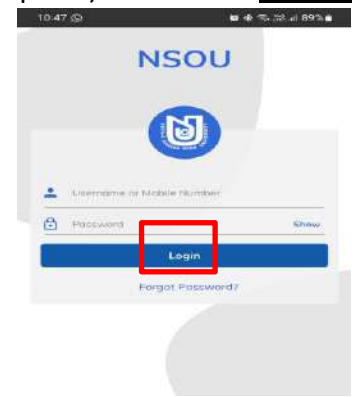 10:47 89%
NSOU
Username or Mobile Number
Password Show
Login
Forgot Password?